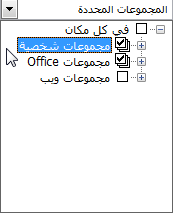 المجموعات المحددة
في كل مكان
مجموعات شخصية
مجموعات Office
مجموعات ويب